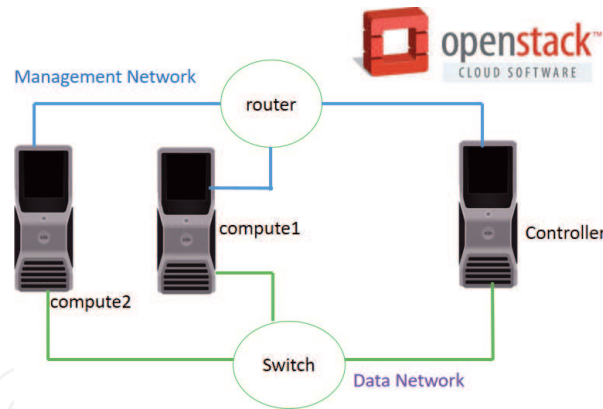 openstack™
CLOUD SOFTWARE
Management Network
router
compute1
Controller
compute2
Switch
Data Network